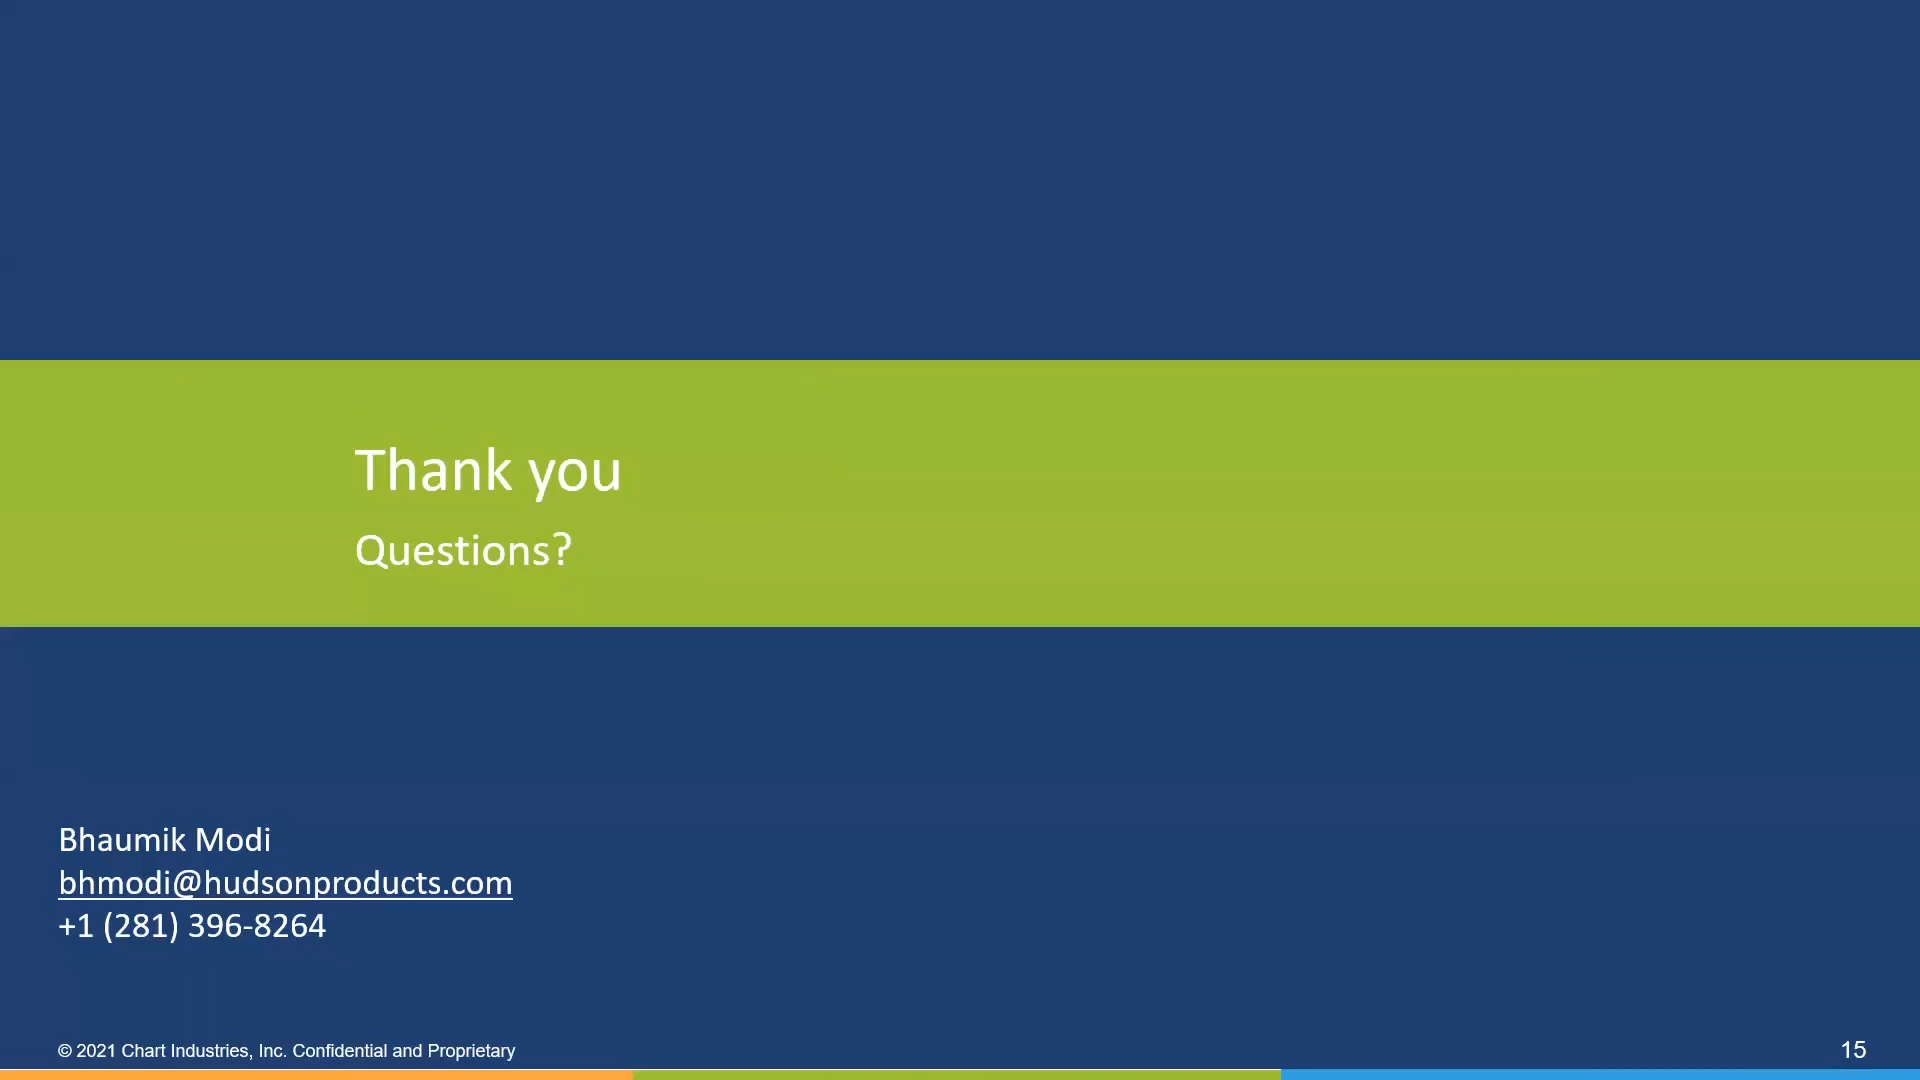 Thank you
Questions?
Bhaumik Modi
bhmodi@hudsonproducts.com
+1 (281) 396-8264
© 2021 Chart Industries, Inc. Confidential and Proprietary
15